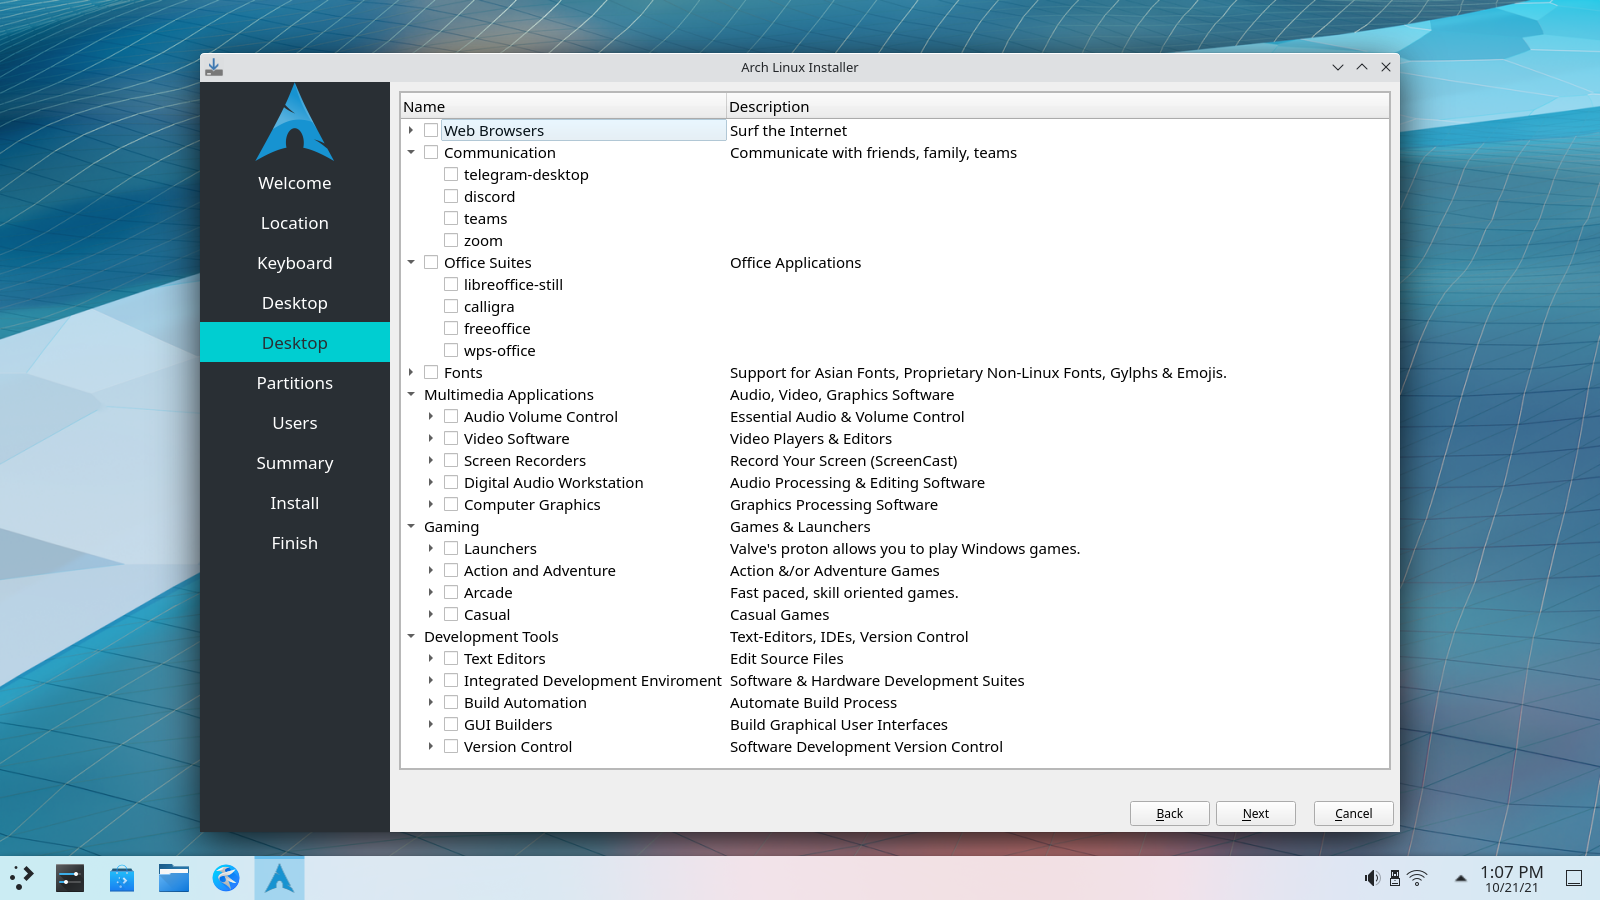 Arch Linux Installer
Welcome
Location
Keyboard
Desktop
Desktop
Partitions
Users
Summary
Install
Finish
Name Description
Web Browsers Surf the Internet
Communication Communicate with friends, family, teams
telegram-desktop
discord
teams
zoom
Office Suites Office Applications
libreoffice-still
calligra
freeoffice
wps-office
Fonts Support for Asian Fonts, Proprietary Non-Linux Fonts, Gylphs & Emojis.
Multimedia Applications Audio, Video, Graphics Software
Audio Volume Control Essential Audio & Volume Control
Video Software Video Players & Editors
Screen Recorders Record Your Screen (ScreenCast)
Digital Audio Workstation Audio Processing & Editing Software
Computer Graphics Graphics Processing Software
Gaming Games & Launchers
Launchers Valve's proton allows you to play Windows games.
Action and Adventure Action &/or Adventure Games
Arcade Fast paced, skill oriented games.
Casual Casual Games
Development Tools Text-Editors, IDEs, Version Control
Text Editors Edit Source Files
Integrated Development Enviroment Software & Hardware Development Suites
Build Automation Automate Build Process
GUI Builders Build Graphical User Interfaces
Version Control Software Development Version Control
Back Next Cancel
1:07 PM
10/21/21